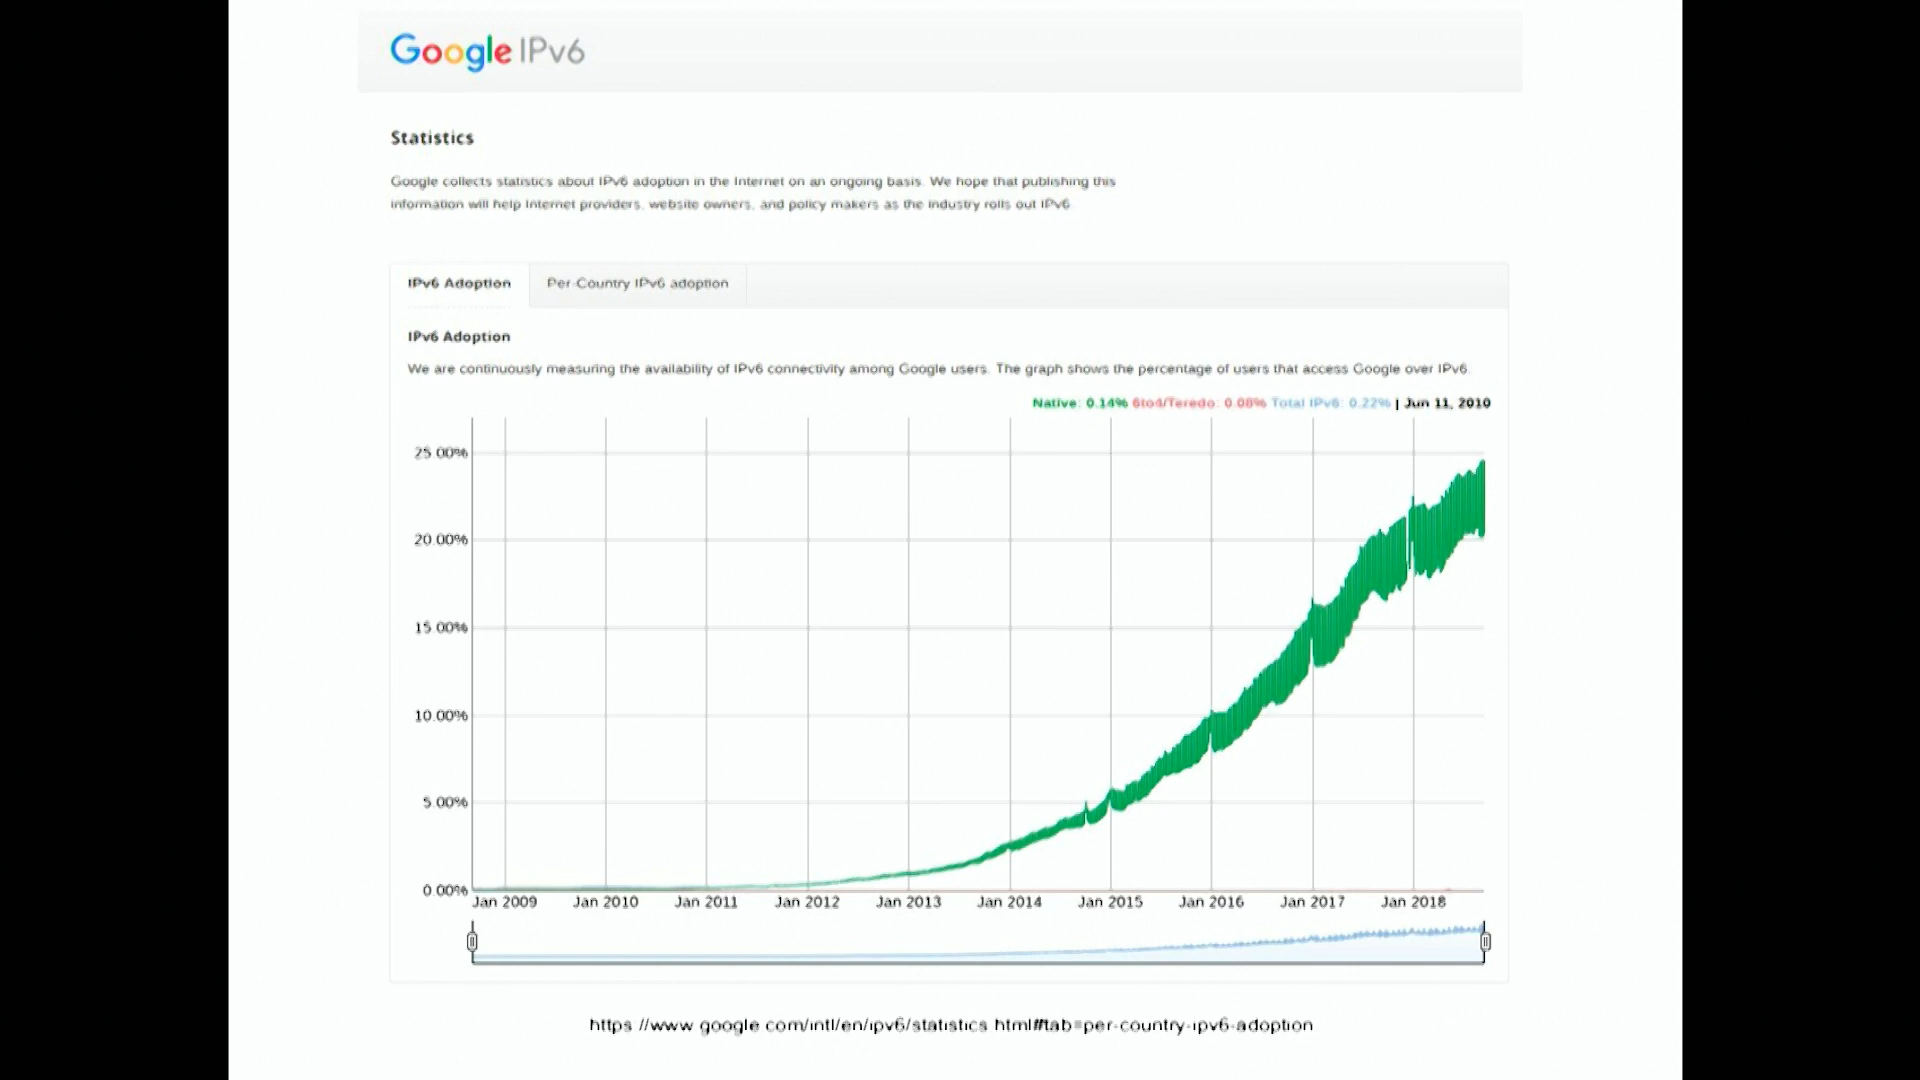 Google IPv6
Statistics
Google collects statistics about IPv6 adoption in the Internet on an ongoing basis. We hope that publishing this
information will help Internet providers, website owners, and policy makers as the industry rolls out IPv6.
IPv6 Adoption
Per-Country IPv6 adoption
IPv6 Adoption
We are continuously measuring the availability of IPv6 connectivity among Google users. The graph shows the percentage of users that access Google over IPv6.
Native: 0.14% 6to4/Teredo: 0.08% Total IPv6: 0.22% | Jun 11, 2010
25.00%
20.00%
15.00%
10.00%
5.00%
0.00%
Jan 2009 Jan 2010 Jan 2011 Jan 2012 Jan 2013 Jan 2014 Jan 2015 Jan 2016 Jan 2017 Jan 2018
https://www.google.com/intl/en/ipv6/statistics.html#tab=per-country-ipv6-adoption